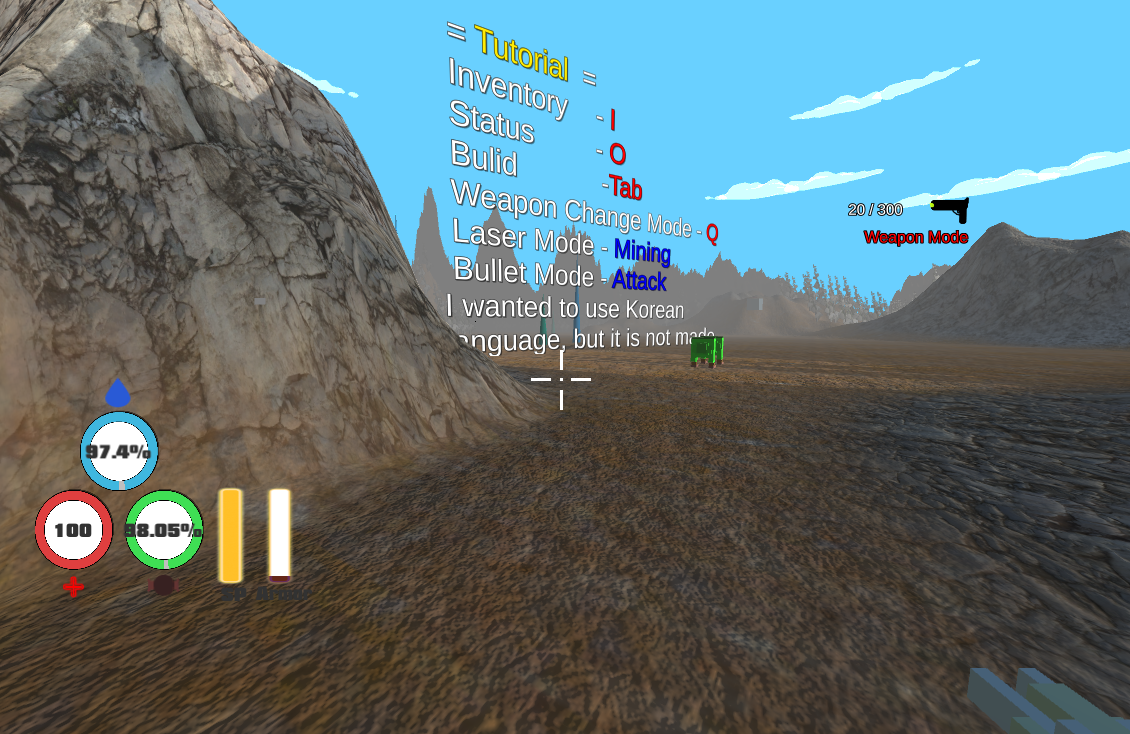 = Tutorial =
Inventory - I
Status - O
Bulid -Tab
Weapon Change Mode - Q
Laser Mode - Mining
Bullet Mode - Attack
I wanted to use Korean
anguage, but it is not made
20 / 300
Weapon Mode
97.4%
100
98.05%